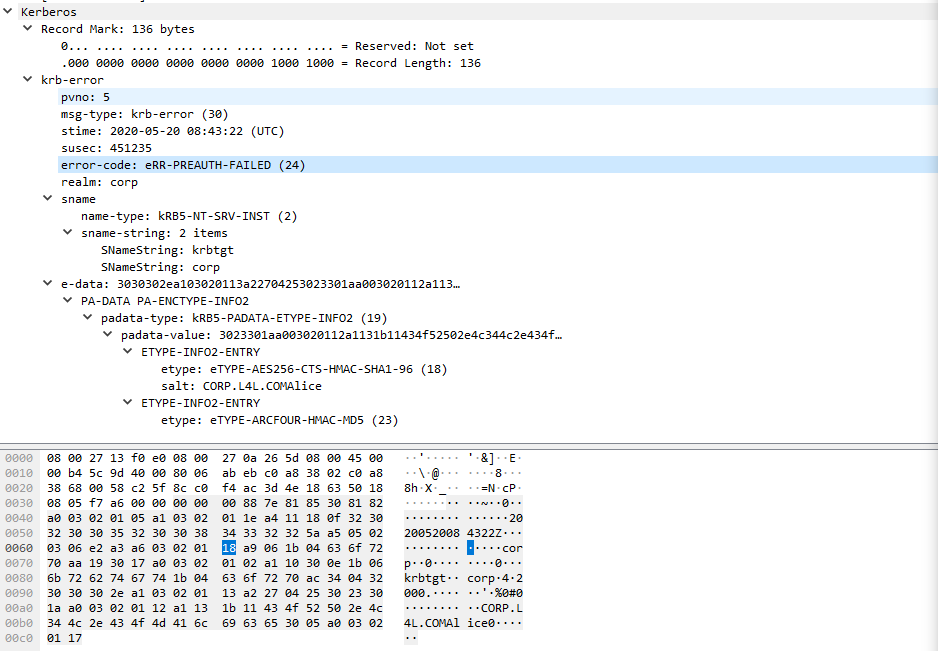 Kerberos
Record Mark: 136 bytes
0... .... .... .... .... .... .... .... = Reserved: Not set
.000 0000 0000 0000 0000 0000 1000 1000 = Record Length: 136
krb-error
pvno: 5
msg-type: krb-error (30)
stime: 2020-05-20 08:43:22 (UTC)
susec: 451235
error-code: eRR-PREAUTH-FAILED (24)
realm: corp
sname
name-type: kRB5-NT-SRV-INST (2)
sname-string: 2 items
SNameString: krbtgt
SNameString: corp
e-data: 3030302ea103020113a22704253023301aa003020112a113…
PA-DATA PA-ENCTYPE-INFO2
padata-type: kRB5-PADATA-ETYPE-INFO2 (19)
padata-value: 3023301aa003020112a1131b11434f52502e4c344c2e434f…
ETYPE-INFO2-ENTRY
etype: eTYPE-AES256-CTS-HMAC-SHA1-96 (18)
salt: CORP.L4L.COMAlice
ETYPE-INFO2-ENTRY
etype: eTYPE-ARCFOUR-HMAC-MD5 (23)
0000 08 00 27 13 f0 e0 08 00 27 0a 26 5d 08 00 45 00 ··'····· '·&]··E·
0010 00 b4 5c 9d 40 00 80 06 ab eb c0 a8 38 02 c0 a8 ··\·@··· ····8···
0020 38 68 00 58 c2 5f 8c c0 f4 ac 3d 4e 18 63 50 18 8h·X·_·· ··=N·cP·
0030 08 05 f7 a6 00 00 00 00 00 88 7e 81 85 30 81 82 ········ ··~··0··
0040 a0 03 02 01 05 a1 03 02 01 1e a4 11 18 0f 32 30 ········ ······20
0050 32 30 30 35 32 30 30 38 34 33 32 32 5a a5 05 02 20052008 4322Z···
0060 03 06 e2 a3 a6 03 02 01 18 a9 06 1b 04 63 6f 72 ········ ·····cor
0070 70 aa 19 30 17 a0 03 02 01 02 a1 10 30 0e 1b 06 p··0···· ····0···
0080 6b 72 62 74 67 74 1b 04 63 6f 72 70 ac 34 04 32 krbtgt·· corp·4·2
0090 30 30 30 2e a1 03 02 01 13 a2 27 04 25 30 23 30 000.···· ··'·%0#0
00a0 1a a0 03 02 01 12 a1 13 1b 11 43 4f 52 50 2e 4c ········ ··CORP.L
00b0 34 4c 2e 43 4f 4d 41 6c 69 63 65 30 05 a0 03 02 4L.COMAl ice0····
00c0 01 17 ··